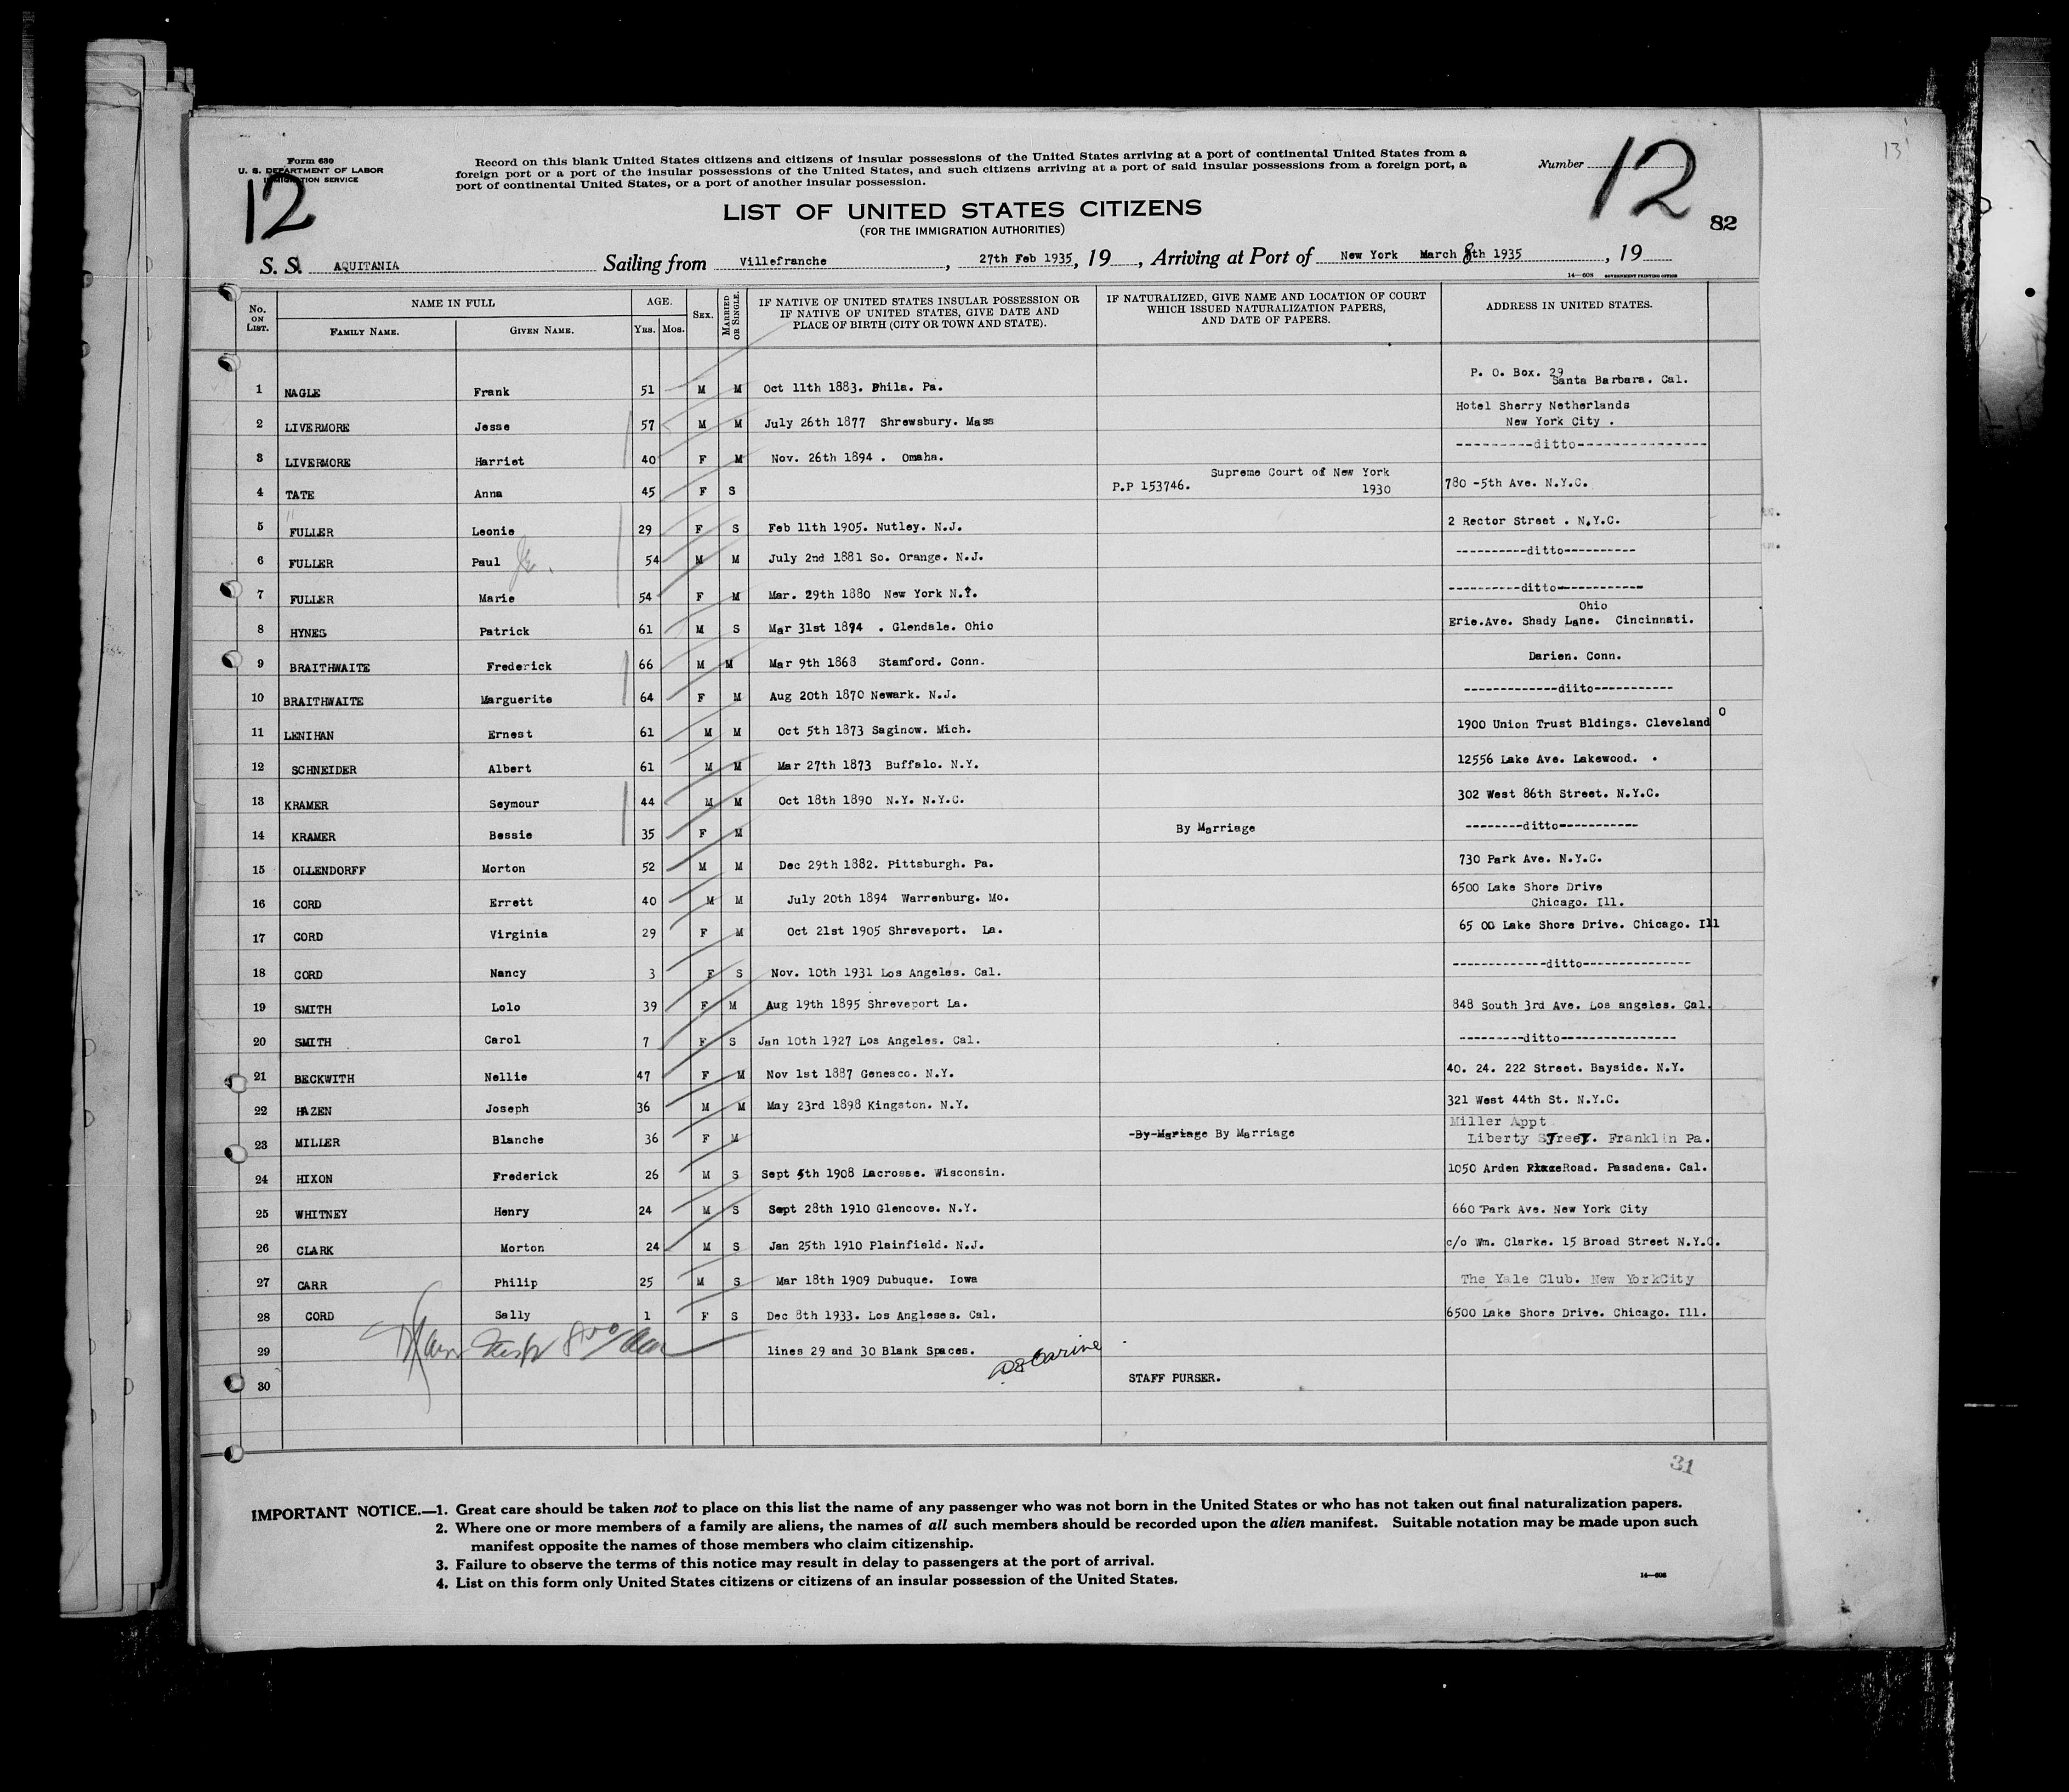 Form 630
U. S. DEPARTMENT OF LABOR
IMMIGRATION SERVICE
12
Record on this blank United States citizens and citizens of insular possessions of the United States arriving at a port of continental United States from a
foreign port or a port of the insular possessions of the United States, and such citizens arriving at a port of said insular possessions from a foreign port, a
port of continental United States, or a port of another insular possession.
Number 12
13
82
LIST OF UNITED STATES CITIZENS
(FOR THE IMMIGRATION AUTHORITIES)
S. S. AQUITANIA Sailing from Villefranche, 27th Feb 1935, 19, Arriving at Port of New York March 8th 1935, 19
14—608 GOVERNMENT PRINTING OFFICE
No. ON LIST. NAME IN FULL FAMILY NAME. GIVEN NAME. AGE. YRS. MOS. SEX. MARRIED OR SINGLE. IF NATIVE OF UNITED STATES INSULAR POSSESSION OR IF NATIVE OF UNITED STATES, GIVE DATE AND PLACE OF BIRTH (CITY OR TOWN AND STATE). IF NATURALIZED, GIVE NAME AND LOCATION OF COURT WHICH ISSUED NATURALIZATION PAPERS, AND DATE OF PAPERS. ADDRESS IN UNITED STATES.
1 NAGLE Frank 51 M M Oct 11th 1883. Phila. Pa. P. O. Box. 29 Santa Barbara. Cal.
2 LIVERMORE Jesse 57 M M July 26th 1877 Shrewsbury. Mass Hotel Sherry Netherlands New York City .
3 LIVERMORE Harriet 40 F M Nov. 26th 1894 . Omaha. ---------ditto---------------
4 TATE Anna 45 F S P.P 153746. Supreme Court of New York 1930 780 -5th Ave. N.Y.C.
5 FULLER Leonie 29 F S Feb 11th 1905. Nutley. N.J. 2 Rector Street . N.Y.C.
6 FULLER Paul Jr. 54 M M July 2nd 1881 So. Orange. N.J. ----------ditto----------
7 FULLER Marie 54 F M Mar. 29th 1880 New York N.Y. ----------ditto------------
8 HYNES Patrick 61 M S Mar 31st 1894 . Glendale. Ohio Erie.Ave. Shady Lane. Cincinnati. Ohio
9 BRAITHWAITE Frederick 66 M M Mar 9th 1868 Stamford. Conn. Darien. Conn.
10 BRAITHWAITE Marguerite 64 F M Aug 20th 1870 Newark. N.J. -------------diito-----------
11 LENIHAN Ernest 61 M M Oct 5th 1873 Saginow. Mich. 1900 Union Trust Bldings. Cleveland O
12 SCHNEIDER Albert 61 M M Mar 27th 1873 Buffalo. N.Y. 12556 Lake Ave. Lakewood. .
13 KRAMER Seymour 44 M M Oct 18th 1890 N.Y. N.Y.C. 302 West 86th Street. N.Y.C.
14 KRAMER Bessie 35 F M By Marriage --------ditto-----------
15 OLLENDORFF Morton 52 M M Dec 29th 1882. Pittsburgh. Pa. 730 Park Ave. N.Y.C.
16 CORD Errett 40 M M July 20th 1894 Warrenburg. Mo. 6500 Lake Shore Drive Chicago. Ill.
17 CORD Virginia 29 F M Oct 21st 1905 Shreveport. La. 65 00 Lake Shore Drive. Chicago. Ill
18 CORD Nancy 3 F S Nov. 10th 1931 Los Angeles. Cal. -------------ditto---------------
19 SMITH Lolo 39 F M Aug 19th 1895 Shreveport La. 848 South 3rd Ave. Los angeles. Cal.
20 SMITH Carol 7 F S Jan 10th 1927 Los Angeles. Cal. ---------ditto----------------
21 BECKWITH Nellie 47 F M Nov 1st 1887 Genesco. N.Y. 40. 24. 222 Street. Bayside. N.Y.
22 HAZEN Joseph 36 M M May 23rd 1898 Kingston. N.Y. 321 West 44th St. N.Y.C.
23 MILLER Blanche 36 F M By Mariage By Marriage Miller Appt Liberty Street. Franklin Pa.
24 HIXON Frederick 26 M S Sept 5th 1908 Lacrosse. Wisconsin. 1050 Arden Road. Pasadena. Cal.
25 WHITNEY Henry 24 M S Sept 28th 1910 Glencove. N.Y. 660 Park Ave. New York City
26 CLARK Morton 24 M S Jan 25th 1910 Plainfield. N.J. c/o Wm. Clarke. 15 Broad Street N.Y.C.
27 CARR Philip 25 M S Mar 18th 1909 Dubuque. Iowa The Yale Club. New YorkCity
28 CORD Sally 1 F S Dec 8th 1933. Los Angleses. Cal. 6500 Lake Shore Drive. Chicago. Ill.
29 lines 29 and 30 Blank Spaces.
30 STAFF PURSER.
31
IMPORTANT NOTICE.—1. Great care should be taken not to place on this list the name of any passenger who was not born in the United States or who has not taken out final naturalization papers.
2. Where one or more members of a family are aliens, the names of all such members should be recorded upon the alien manifest. Suitable notation may be made upon such
manifest opposite the names of those members who claim citizenship.
3. Failure to observe the terms of this notice may result in delay to passengers at the port of arrival.
4. List on this form only United States citizens or citizens of an insular possession of the United States.
14—608